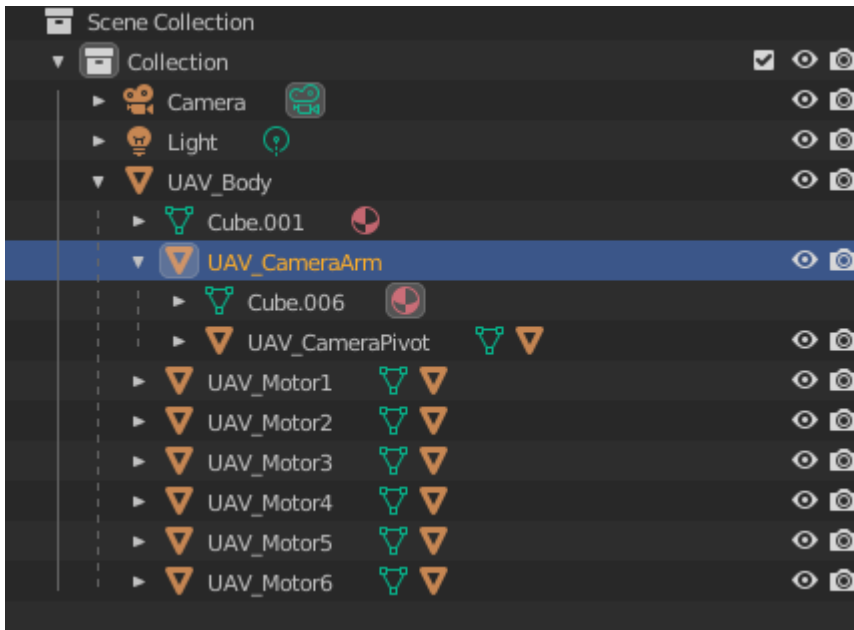 Scene Collection
Collection
Camera
Light
UAV_Body
Cube.001
UAV_CameraArm
Cube.006
UAV_CameraPivot
UAV_Motor1
UAV_Motor2
UAV_Motor3
UAV_Motor4
UAV_Motor5
UAV_Motor6